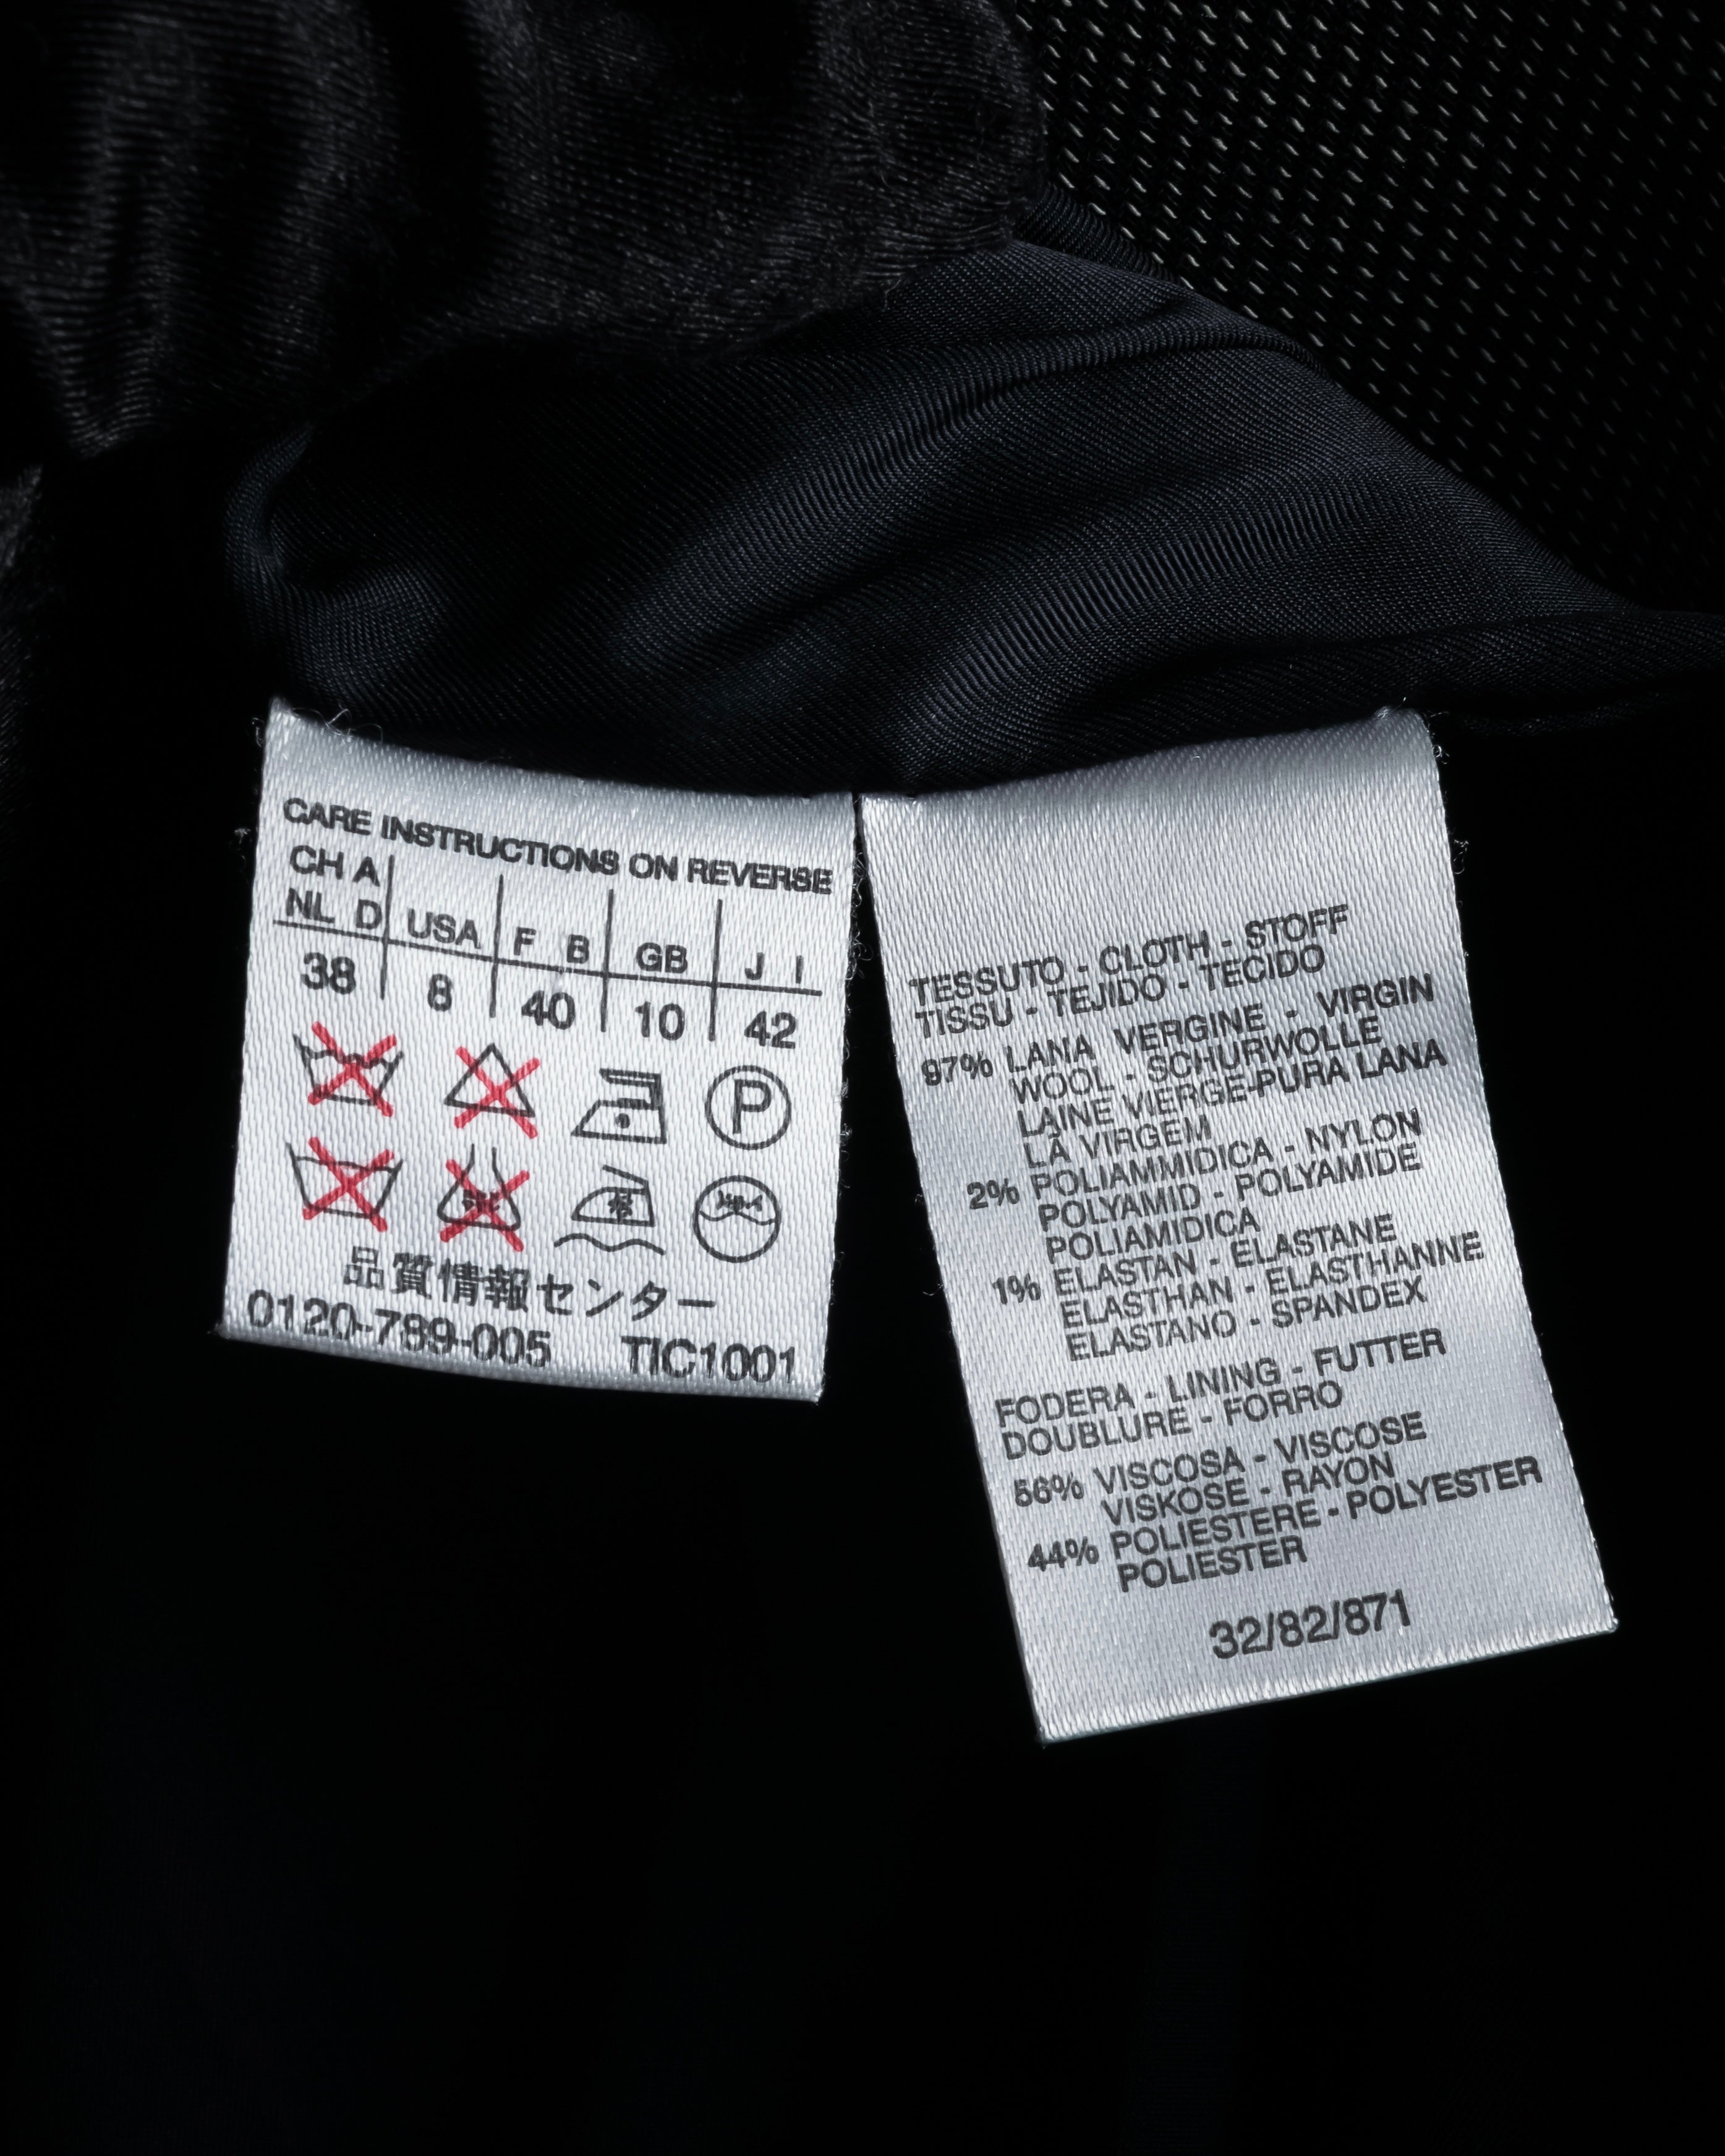 CARE INSTRUCTIONS ON REVERSE
CH A
NL D USA F B GB J I
38 8 40 10 42
P
品質情報センター
0120-789-005 TIC1001
TESSUTO - CLOTH - STOFF
TISSU - TEJIDO - TECIDO
97% LANA VERGINE - VIRGIN
WOOL - SCHURWOLLE
LAINE VIERGE-PURA LANA
LA VIRGEM
2% POLIAMMIDICA - NYLON
POLYAMID - POLYAMIDE
POLIAMIDICA
1% ELASTAN - ELASTANE
ELASTHAN - ELASTHANNE
ELASTANO - SPANDEX
FODERA - LINING - FUTTER
DOUBLURE - FORRO
56% VISCOSA - VISCOSE
VISKOSE - RAYON
44% POLIESTERE - POLYESTER
POLIESTER
32/82/871